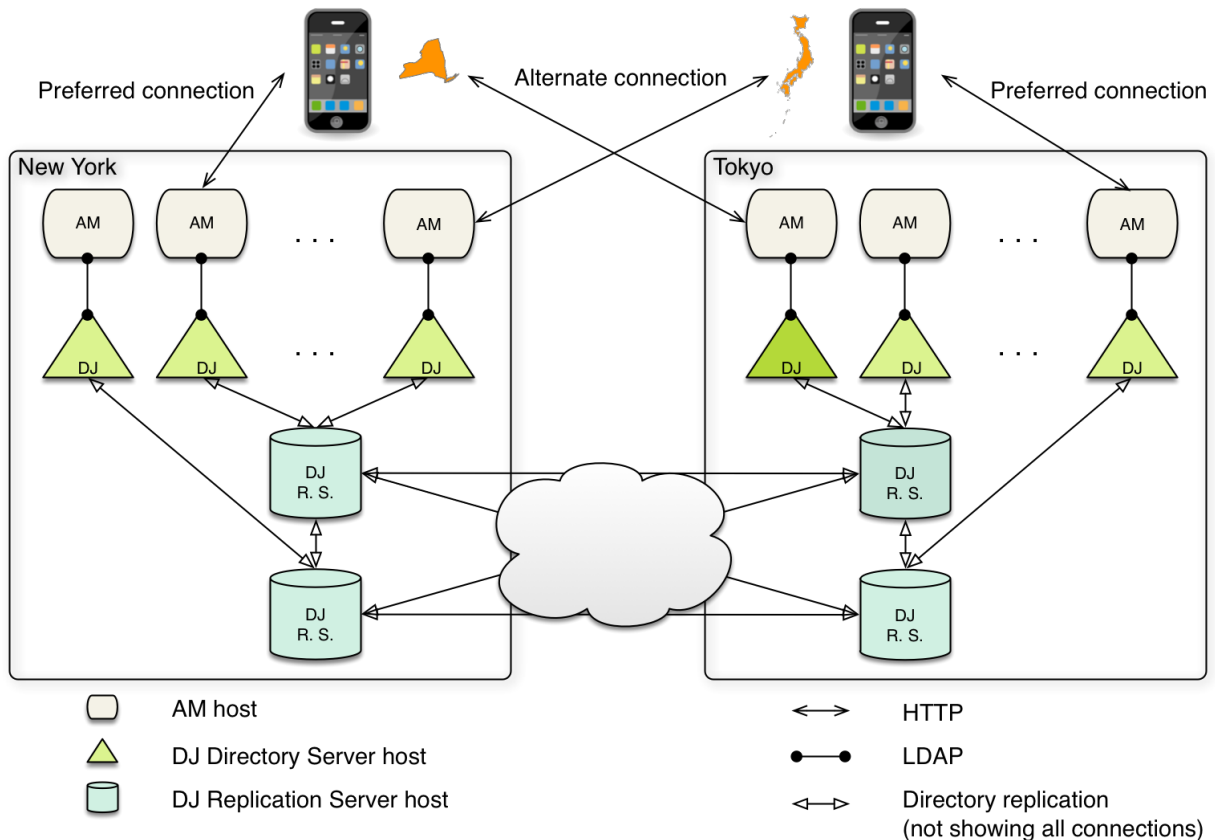 Preferred connection
Alternate connection
Preferred connection
New York
Tokyo
AM
AM
. . .
AM
AM
AM
. . .
AM
DJ
DJ
. . .
DJ
DJ
DJ
. . .
DJ
DJ
R. S.
DJ
R. S.
DJ
R. S.
DJ
R. S.
AM host
HTTP
DJ Directory Server host
LDAP
DJ Replication Server host
Directory replication
(not showing all connections)